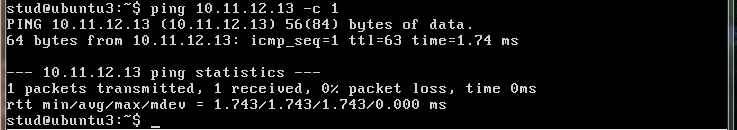 stud@ubuntu3:~$ ping 10.11.12.13 -c 1
PING 10.11.12.13 (10.11.12.13) 56(84) bytes of data.
64 bytes from 10.11.12.13: icmp_seq=1 ttl=63 time=1.74 ms

--- 10.11.12.13 ping statistics ---
1 packets transmitted, 1 received, 0% packet loss, time 0ms
rtt min/avg/max/mdev = 1.743/1.743/1.743/0.000 ms
stud@ubuntu3:~$ _